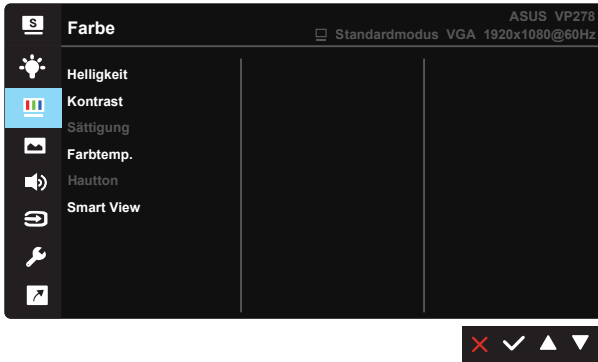 S
Farbe
ASUS VP278
Standardmodus VGA 1920x1080@60Hz
Helligkeit
Kontrast
Sättigung
Farbtemp.
Hautton
Smart View